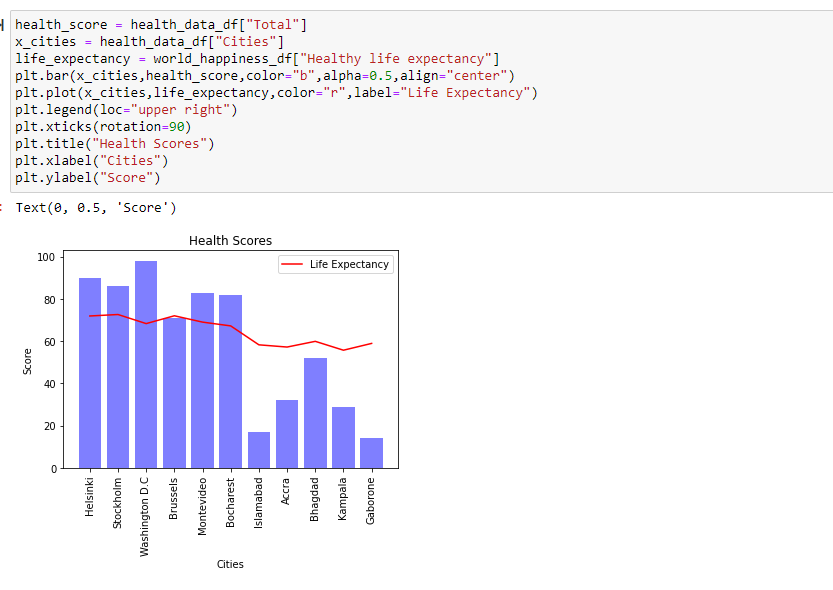 health_score = health_data_df["Total"]
x_cities = health_data_df["Cities"]
life_expectancy = world_happiness_df["Healthy life expectancy"]
plt.bar(x_cities,health_score,color="b",alpha=0.5,align="center")
plt.plot(x_cities,life_expectancy,color="r",label="Life Expectancy")
plt.legend(loc="upper right")
plt.xticks(rotation=90)
plt.title("Health Scores")
plt.xlabel("Cities")
plt.ylabel("Score")
Text(0, 0.5, 'Score')
Health Scores
Life Expectancy
100
80
60
40
20
0
Score
Helsinki
Stockholm
Washington D.C
Brussels
Montevideo
Bocharest
Islamabad
Accra
Bhagdad
Kampala
Gaborone
Cities